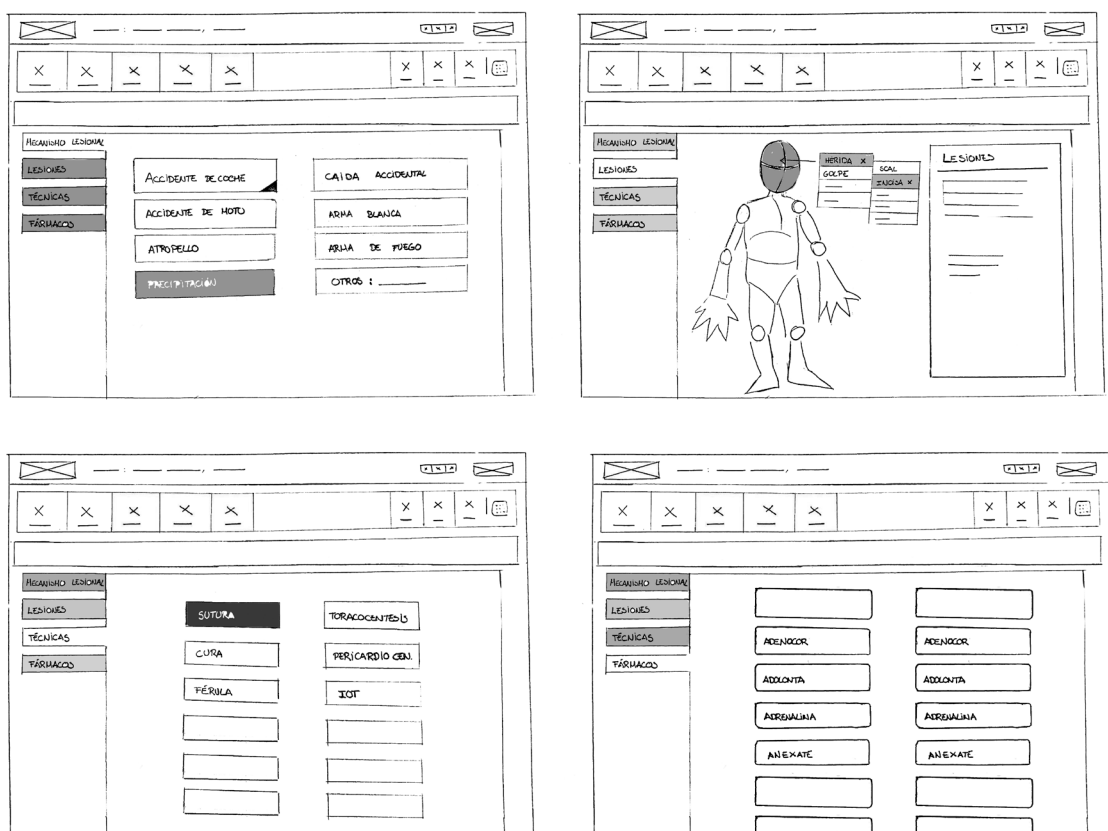 MECANISMO LESIONAL
LESIONES
TÉCNICAS
FÁRMACOS
ACCIDENTE DE COCHE
ACCIDENTE DE MOTO
ATROPELLO
PRECIPITACIÓN
CAIDA ACCIDENTAL
ARMA BLANCA
ARMA DE FUEGO
OTROS :
MECANISMO LESIONAL
LESIONES
TÉCNICAS
FÁRMACOS
HERIDA X
GOLPE
SCAL
INCISA X
LESIONES
MECANISMO LESIONAL
LESIONES
TÉCNICAS
FÁRMACOS
SUTURA
CURA
FÉRULA
TORACOCENTESIS
PERICARDIO CEN.
IOT
MECANISMO LESIONAL
LESIONES
TÉCNICAS
FÁRMACOS
ADENOCOR
ADOLONTA
ADRENALINA
ANEXATE
ADENOCOR
ADOLONTA
ADRENALINA
ANEXATE